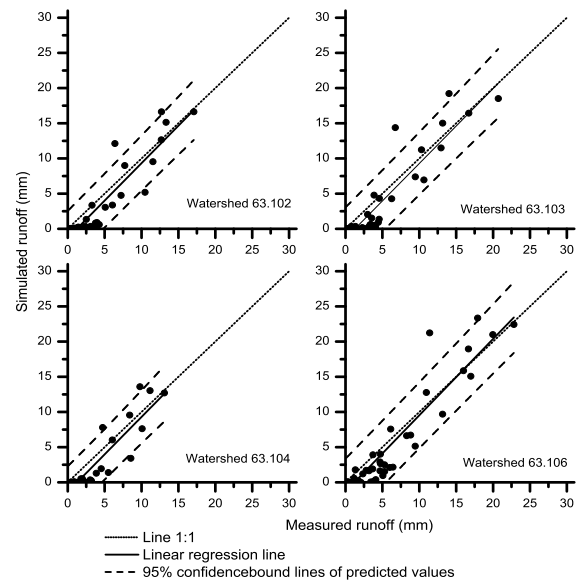 30
25
20
15
10
5
0
0 5 10 15 20 25 30
Watershed 63.102
30
25
20
15
10
5
0
0 5 10 15 20 25 30
Watershed 63.103
Simulated runoff (mm)
30
25
20
15
10
5
0
0 5 10 15 20 25 30
Watershed 63.104
30
25
20
15
10
5
0
0 5 10 15 20 25 30
Watershed 63.106
Measured runoff (mm)
Line 1:1
Linear regression line
95% confidencebound lines of predicted values